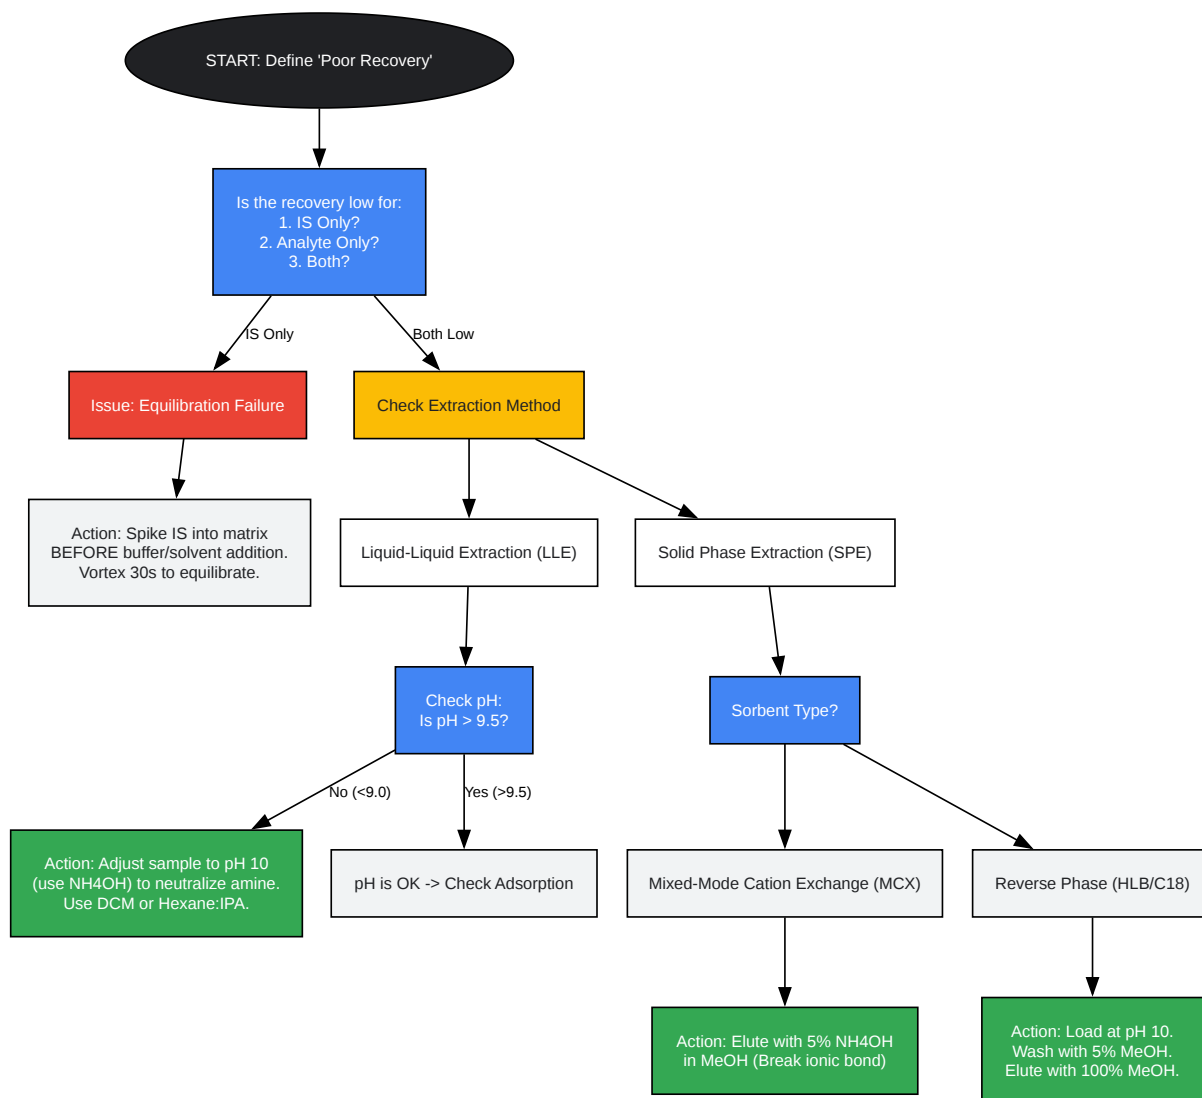 START: Define 'Poor Recovery'
Is the recovery low for:
1. IS Only?
2. Analyte Only?
3. Both?
IS Only
Both Low
Issue: Equilibration Failure
Check Extraction Method
Action: Spike IS into matrix
BEFORE buffer/solvent addition.
Vortex 30s to equilibrate.
Liquid-Liquid Extraction (LLE)
Solid Phase Extraction (SPE)
Check pH:
Is pH > 9.5?
Sorbent Type?
No (<9.0)
Yes (>9.5)
Action: Adjust sample to pH 10
(use NH4OH) to neutralize amine.
Use DCM or Hexane:IPA.
pH is OK -> Check Adsorption
Mixed-Mode Cation Exchange (MCX)
Reverse Phase (HLB/C18)
Action: Elute with 5% NH4OH
in MeOH (Break ionic bond)
Action: Load at pH 10.
Wash with 5% MeOH.
Elute with 100% MeOH.